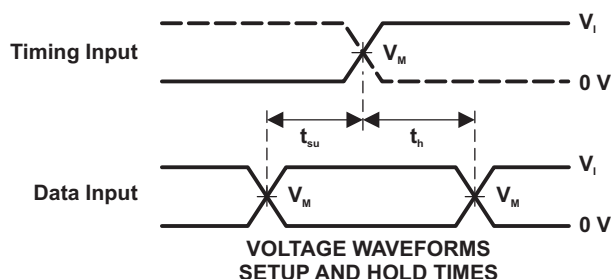 V_I
Timing Input
V_M
0 V
t_su
t_h
V_I
Data Input
V_M
V_M
0 V
VOLTAGE WAVEFORMS
SETUP AND HOLD TIMES